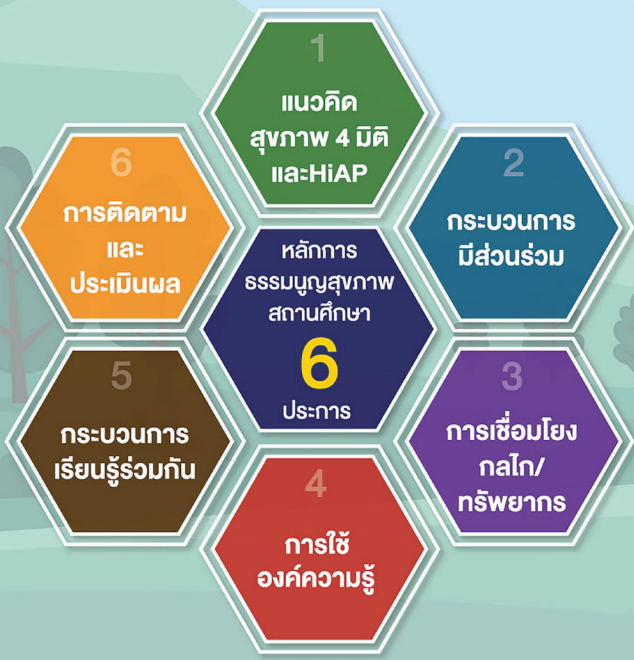 หลักการ
ธรรมนูญสุขภาพ
สถานศึกษา
6
ประการ
1
แนวคิด
สุขภาพ 4 มิติ
และHiAP
2
กระบวนการ
มีส่วนร่วม
3
การเชื่อมโยง
กลไก/
ทรัพยากร
4
การใช้
องค์ความรู้
5
กระบวนการ
เรียนรู้ร่วมกัน
6
การติดตาม
และ
ประเมินผล